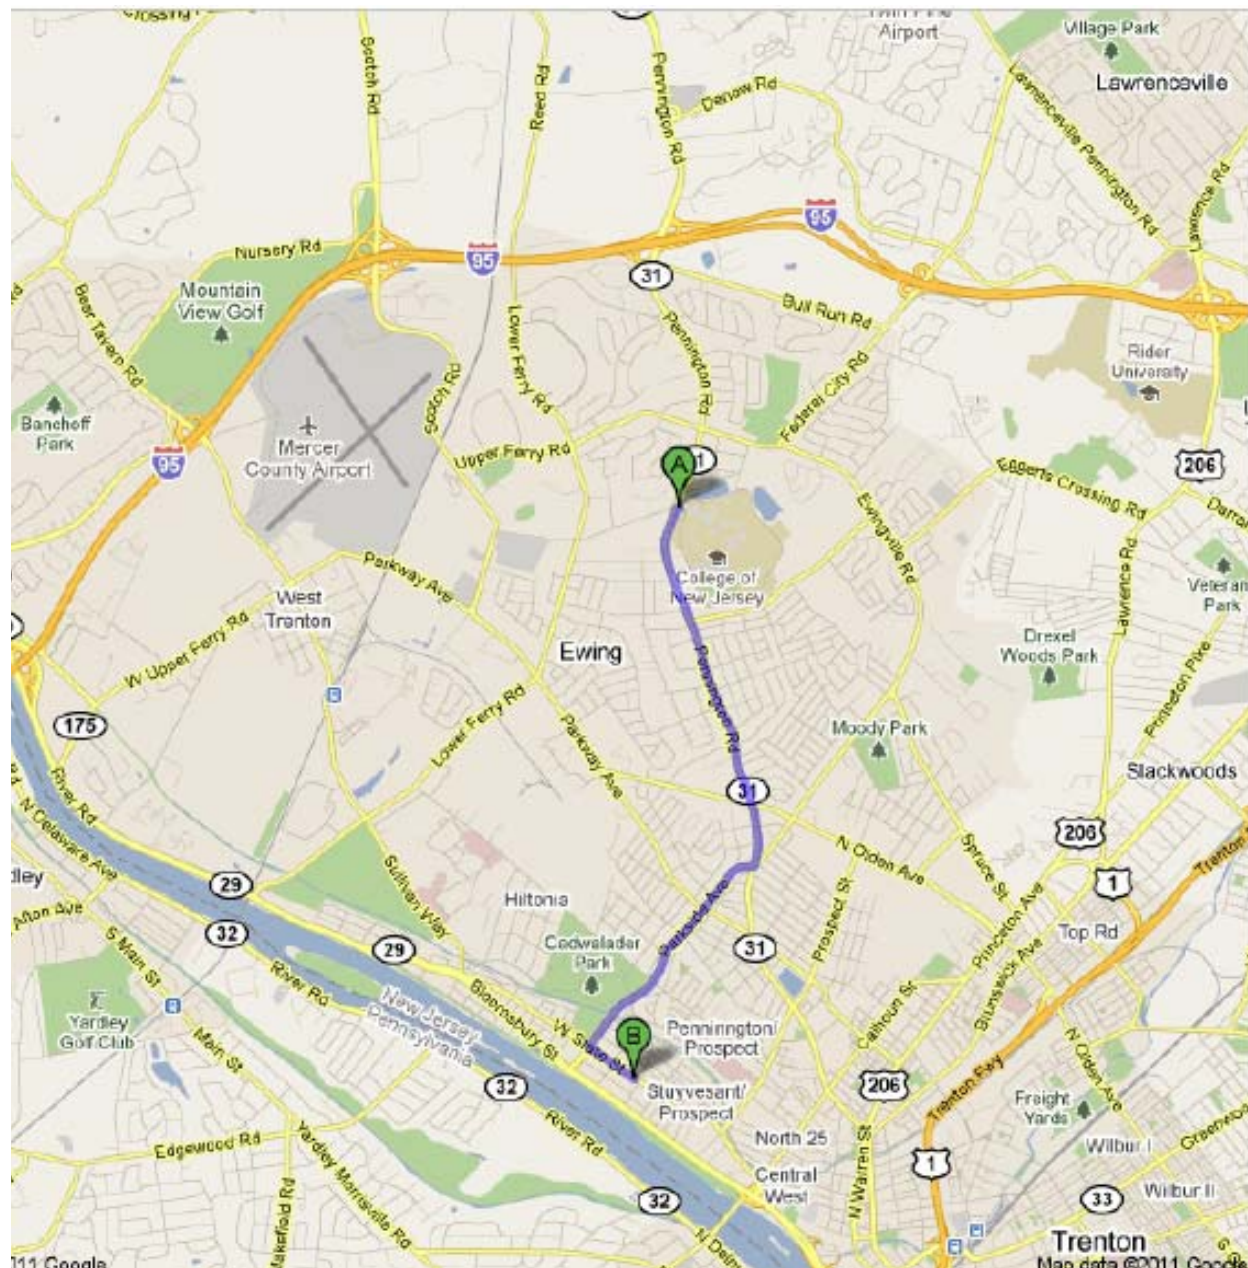 Scotch Rd
Reed Rd
Pennington Rd
Airport
Village Park
Lawrenceville
Denow Rd
Lawrenceville Pennington Rd
Lawrence Rd
95
Nursery Rd
95
31
Mountain
View Golf
Bear Tavern Rd
Bull Run Rd
Lower Ferry Rd
Pennington Rd
Rider
University
Federal City Rd
Scotch Rd
Banchoff
Park
Mercer
County Airport
95
Upper Ferry Rd
A
206
Eggerts Crossing Rd
Ewingville Rd
Parkway Ave
College of
New Jersey
Lawrence Rd
Park
West
Trenton
W Upper Ferry Rd
Ewing
Drexel
Woods Park
Princeton Pike
Pennington Rd
175
Lower Ferry Rd
Moody Park
Parkway Ave
Slackwoods
River Rd
31
N Delaware Ave
206
N Olden Ave
Spruce St
1
29
Sullivan Way
Hiltonia
Parkside Ave
Prospect St
Princeton Ave
Afton Ave
32
29
Cadwalader
Park
31
Top Rd
S Main St
River Rd
Brunswick Ave
Calhoun St
Yardley
Golf Club
New Jersey
Pennsylvania
Bloomsbury St
W State St
B
Penninrgton/
Prospect
Main St
N Olden Ave
Trenton Fwy
32
Stuyvesant/
Prospect
206
Freight
Yards
Edgewood Rd
River Rd
North 25
Wilbur I
Yardley Morrisville Rd
N Warren St
1
Central
West
32
33
Wilbur II
Trenton
Map data ©2011 Google